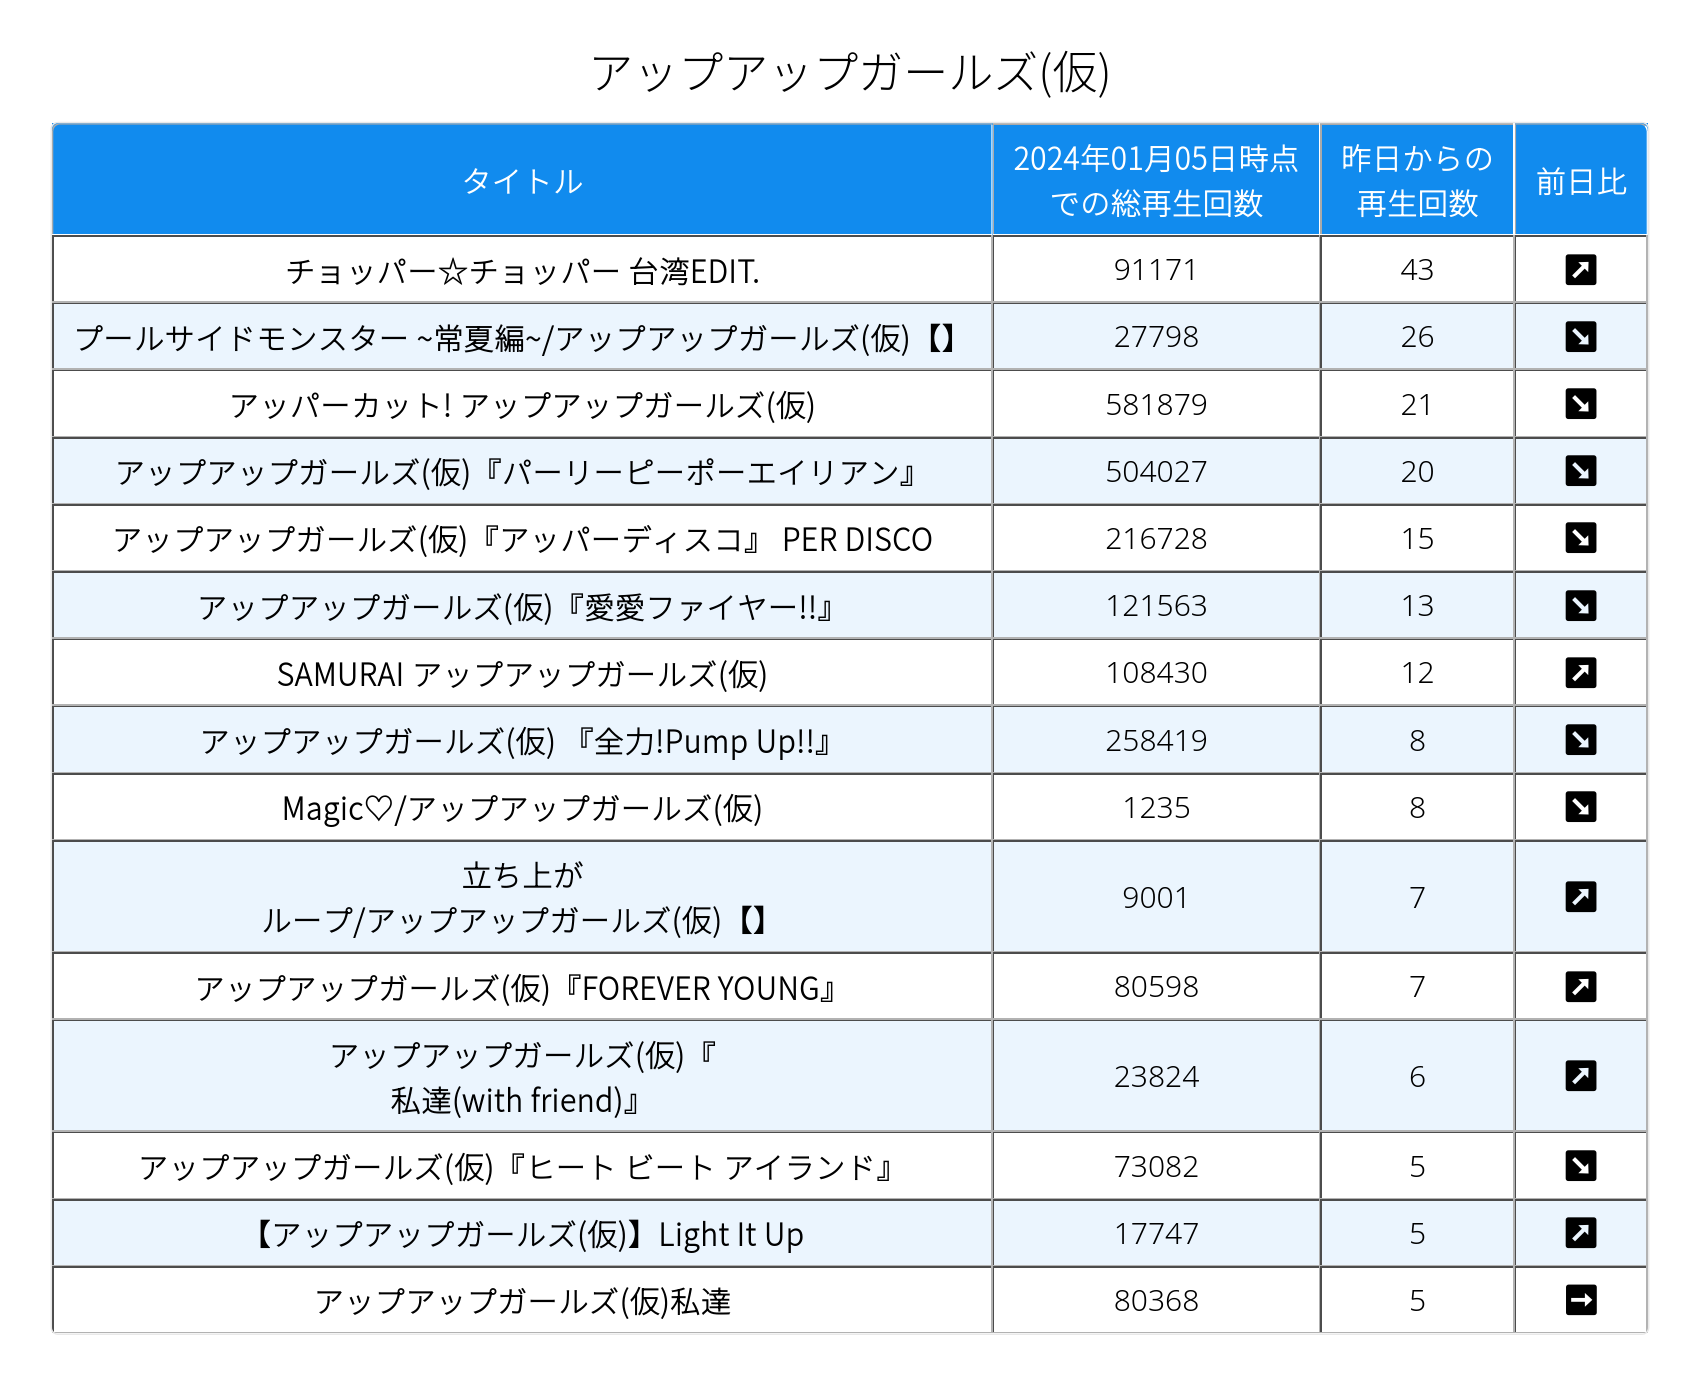 アップアップガールズ(仮)
タイトル 2024年01月05日時点での総再生回数 昨日からの再生回数 前日比
チョッパー☆チョッパー 台湾EDIT. 91171 43 ↗
プールサイドモンスター ~常夏編~/アップアップガールズ(仮)【】 27798 26 ↘
アッパーカット! アップアップガールズ(仮) 581879 21 ↘
アップアップガールズ(仮)『パーリーピーポーエイリアン』 504027 20 ↘
アップアップガールズ(仮)『アッパーディスコ』 PER DISCO 216728 15 ↘
アップアップガールズ(仮)『愛愛ファイヤー!!』 121563 13 ↘
SAMURAI アップアップガールズ(仮) 108430 12 ↗
アップアップガールズ(仮) 『全力!Pump Up!!』 258419 8 ↘
Magic♡/アップアップガールズ(仮) 1235 8 ↘
立ち上が
ループ/アップアップガールズ(仮)【】 9001 7 ↗
アップアップガールズ(仮)『FOREVER YOUNG』 80598 7 ↗
アップアップガールズ(仮)『
私達(with friend)』 23824 6 ↗
アップアップガールズ(仮)『ヒート ビート アイランド』 73082 5 ↘
【アップアップガールズ(仮)】Light It Up 17747 5 ↗
アップアップガールズ(仮)私達 80368 5 →